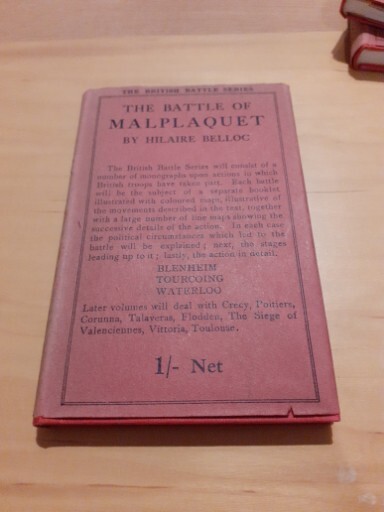 THE BRITISH BATTLE SERIES
THE BATTLE OF
MALPLAQUET
BY HILAIRE BELLOC
The British Battle Series will consist of a
number of monographs upon actions in which
British troops have taken part. Each battle
will be the subject of a separate booklet
illustrated with coloured maps, illustrative of
the movements described in the text, together
with a large number of line maps showing the
successive details of the action. In each case
the political circumstances which led to the
battle will be explained; next, the stages
leading up to it; lastly, the action in detail.
BLENHEIM
TOURCOING
WATERLOO
Later volumes will deal with Crecy, Poitiers,
Corunna, Talaveras, Flodden, The Siege of
Valenciennes, Vittoria, Toulouse.
1/- Net